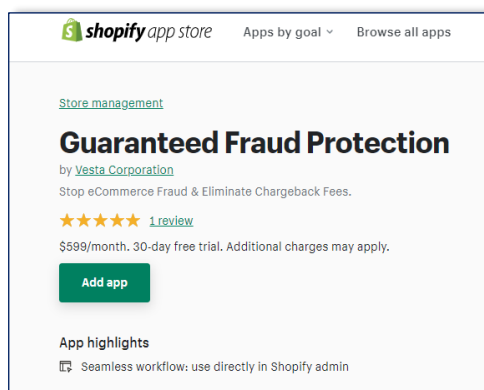 shopify app store Apps by goal Browse all apps
Store management
Guaranteed Fraud Protection
by Vesta Corporation
Stop eCommerce Fraud & Eliminate Chargeback Fees.
1 review
$599/month. 30-day free trial. Additional charges may apply.
Add app
App highlights
Seamless workflow: use directly in Shopify admin